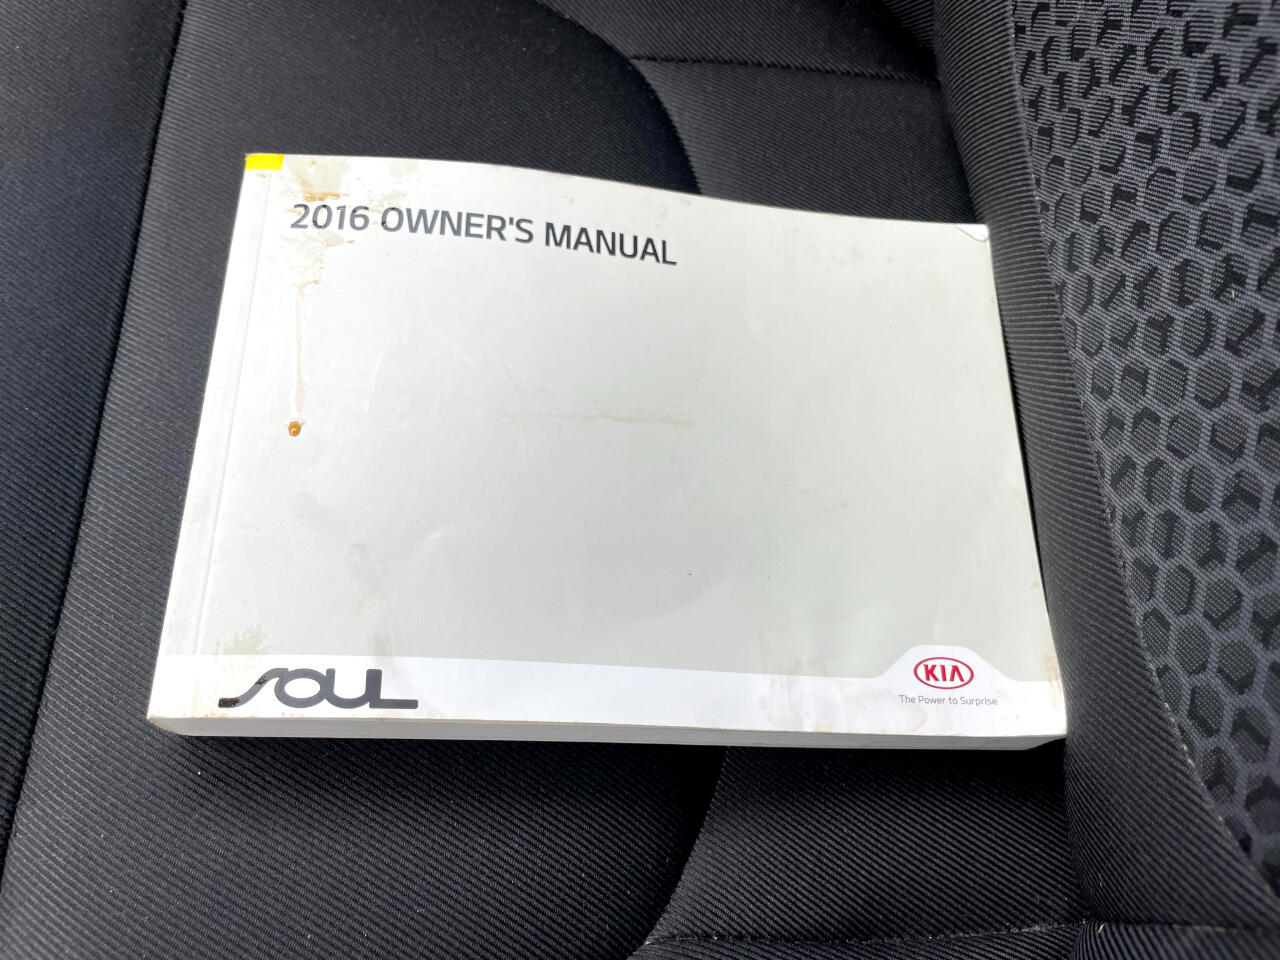 2016 OWNER'S MANUAL
SOUL
KIA
The Power to Surprise